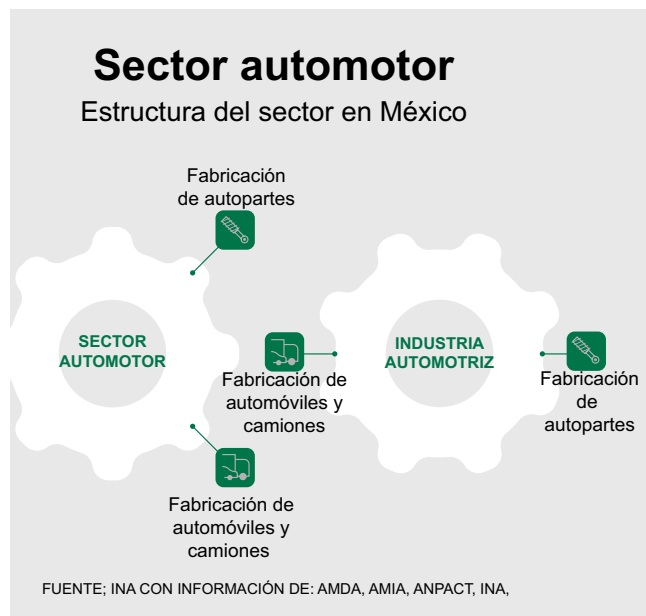 Sector automotor
Estructura del sector en México
Fabricación
de autopartes
SECTOR
AUTOMOTOR
Fabricación de
automóviles y
camiones
INDUSTRIA
AUTOMOTRIZ
Fabricación
de
autopartes
Fabricación de
automóviles y
camiones
FUENTE; INA CON INFORMACIÓN DE: AMDA, AMIA, ANPACT, INA,